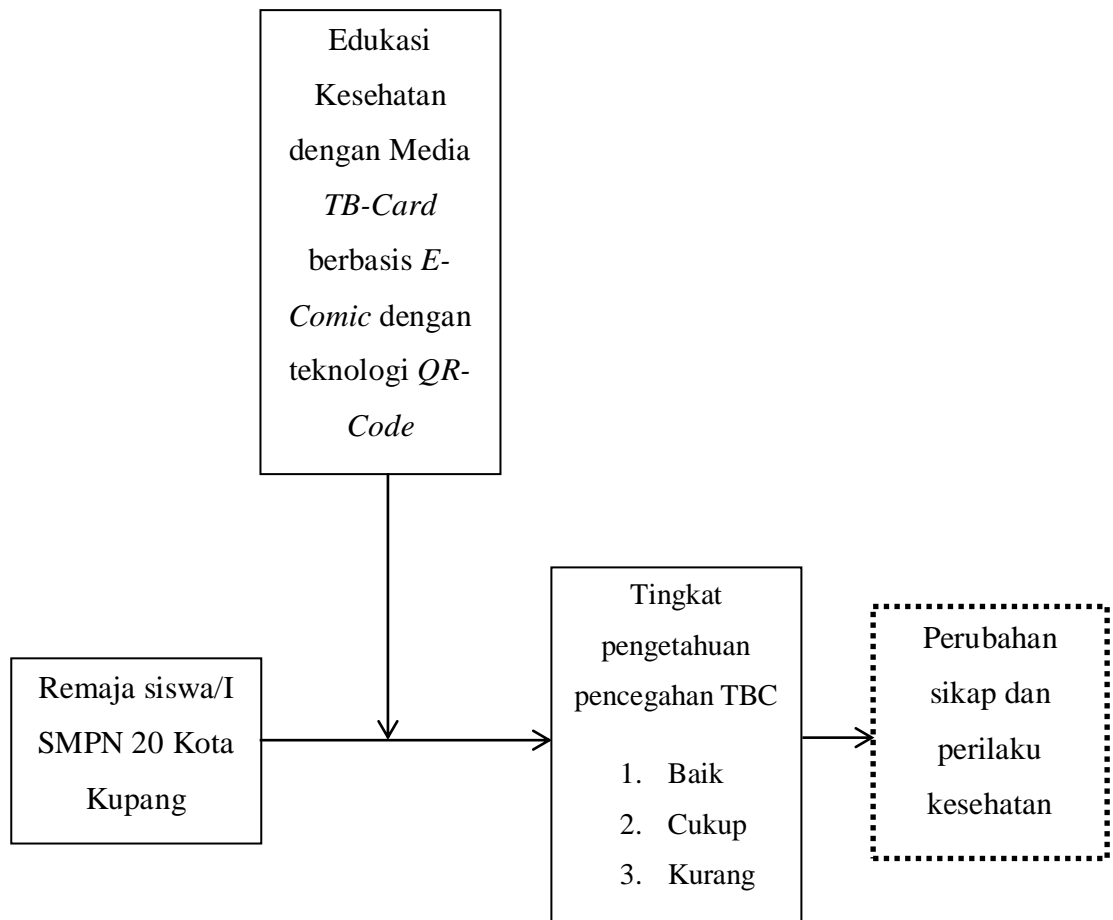 Edukasi
Kesehatan
dengan Media
TB-Card
berbasis E-
Comic dengan
teknologi QR-
Code
Remaja siswa/I
SMPN 20 Kota
Kupang
Tingkat
pengetahuan
pencegahan TBC
1. Baik
2. Cukup
3. Kurang
Perubahan
sikap dan
perilaku
kesehatan